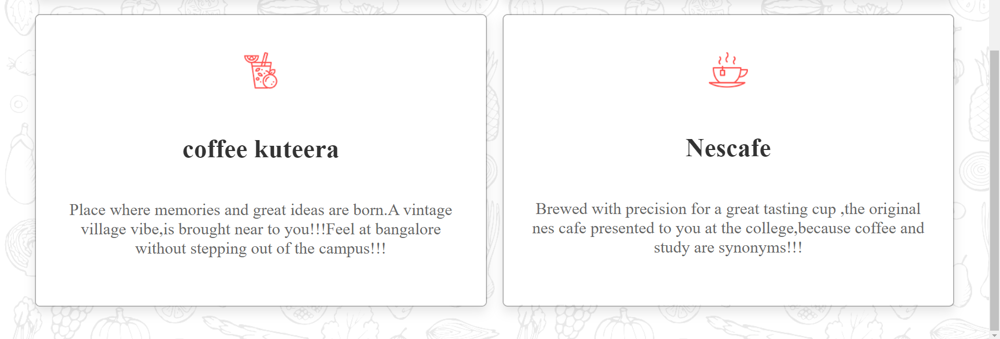 coffee kuteera
Place where memories and great ideas are born.A vintage
village vibe,is brought near to you!!!Feel at bangalore
without stepping out of the campus!!!
Nescafe
Brewed with precision for a great tasting cup ,the original
nes cafe presented to you at the college,because coffee and
study are synonyms!!!